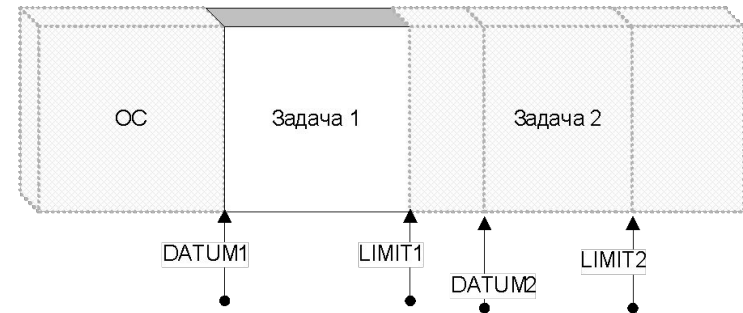 ОС
Задача 1
Задача 2
DATUM1
LIMIT1
DATUM2
LIMIT2